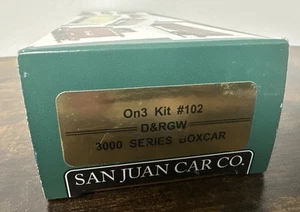 On3 Kit #102
D&RGW
3000 SERIES BOXCAR
SAN JUAN CAR CO.